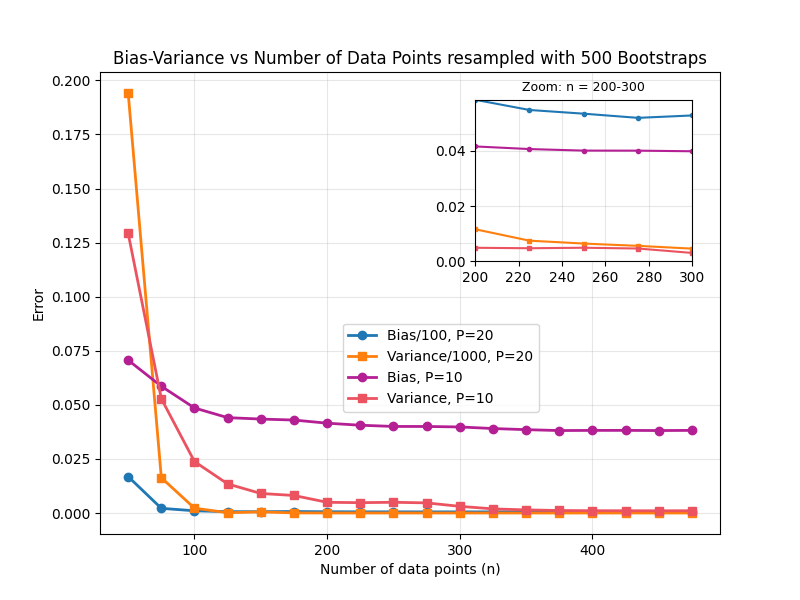 Bias-Variance vs Number of Data Points resampled with 500 Bootstraps
0.200
0.175
0.150
0.125
0.100
0.075
0.050
0.025
0.000
Error
100
200
300
400
Number of data points (n)
Zoom: n = 200-300
0.04
0.02
0.00
200
220
240
260
280
300
Bias/100, P=20
Variance/1000, P=20
Bias, P=10
Variance, P=10